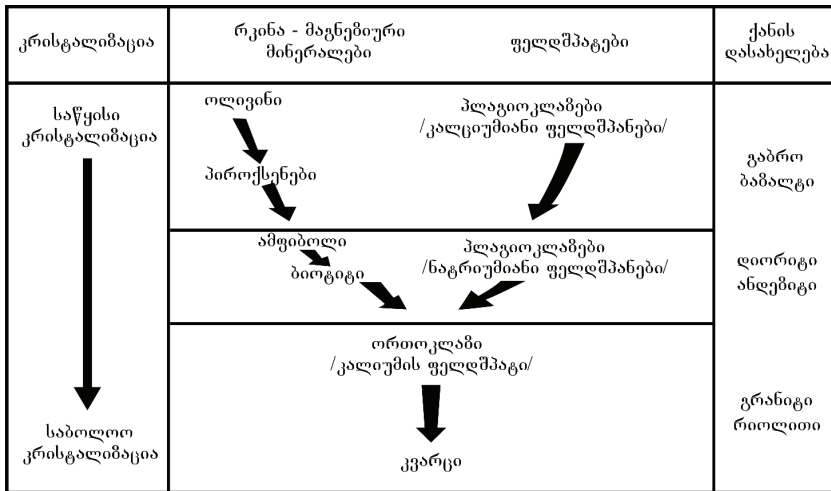 კრისტალიზაცია
რკინა - მაგნეზიური
მინერალები
ფელდშპატები
ქანის
დასახელება
საწყისი
კრისტალიზაცია
ოლივინი
პიროქსენები
პლაგიოკლაზები
/კალციუმიანი ფელდშპანები/
გაბრო
ბაზალტი
ამფიბოლი
ბიოტიტი
პლაგიოკლაზები
/ნატრიუმიანი ფელდშპანები/
დიორიტი
ანდეზიტი
ორთოკლაზი
/კალიუმის ფელდშპატი/
კვარცი
საბოლოო
კრისტალიზაცია
გრანიტი
რიოლითი